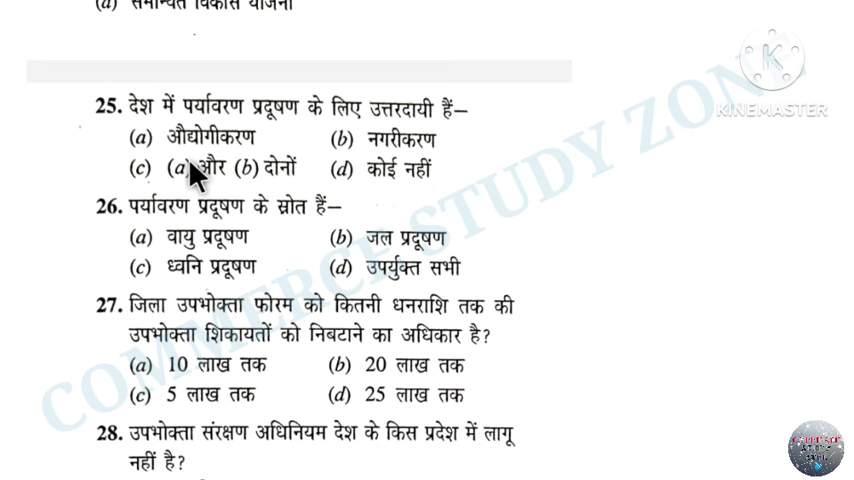 (d) समन्वित विकास योजना
25. देश में पर्यावरण प्रदूषण के लिए उत्तरदायी हैं–
(a) औद्योगीकरण (b) नगरीकरण
(c) (a) और (b) दोनों (d) कोई नहीं
26. पर्यावरण प्रदूषण के स्रोत हैं–
(a) वायु प्रदूषण (b) जल प्रदूषण
(c) ध्वनि प्रदूषण (d) उपर्युक्त सभी
27. जिला उपभोक्ता फोरम को कितनी धनराशि तक की
उपभोक्ता शिकायतों को निबटाने का अधिकार है?
(a) 10 लाख तक (b) 20 लाख तक
(c) 5 लाख तक (d) 25 लाख तक
28. उपभोक्ता संरक्षण अधिनियम देश के किस प्रदेश में लागू
नहीं है?
COMMERCE STUDY ZONE
K
KINEMASTER
COMMERCE
STUDY
ZONE